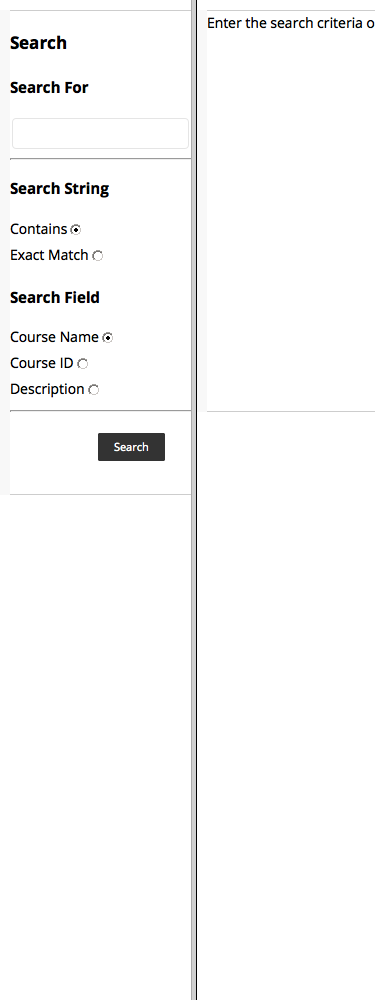 Search
Search For
Search String
Contains
Exact Match
Search Field
Course Name
Course ID
Description
Search
Enter the search criteria o